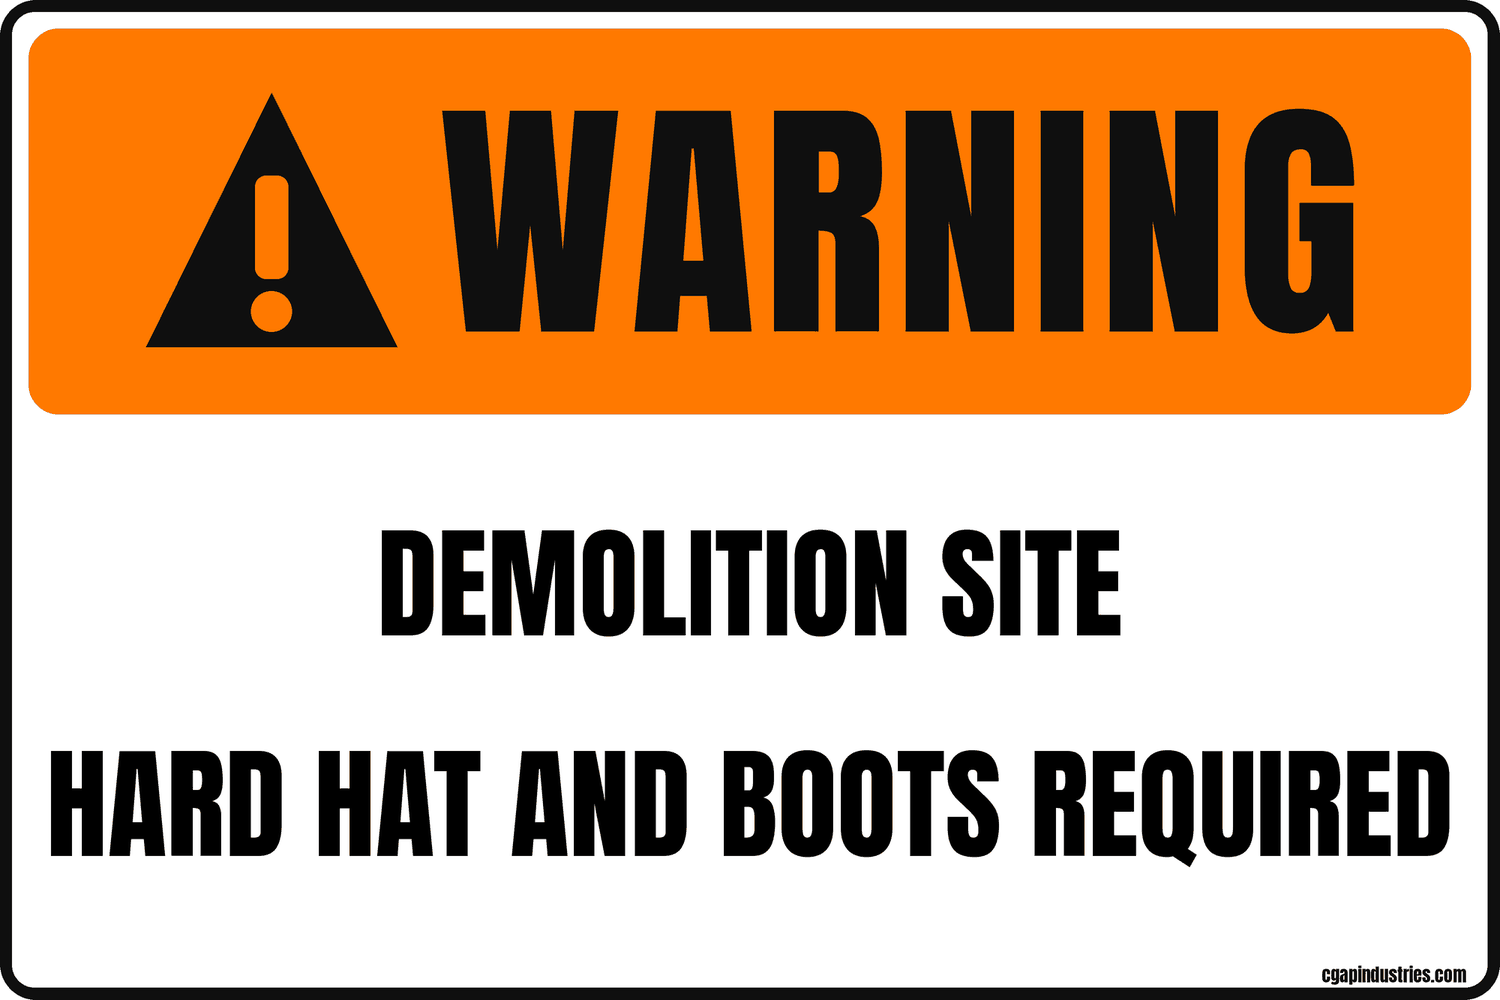 WARNING
DEMOLITION SITE
HARD HAT AND BOOTS REQUIRED
cgapindustries.com